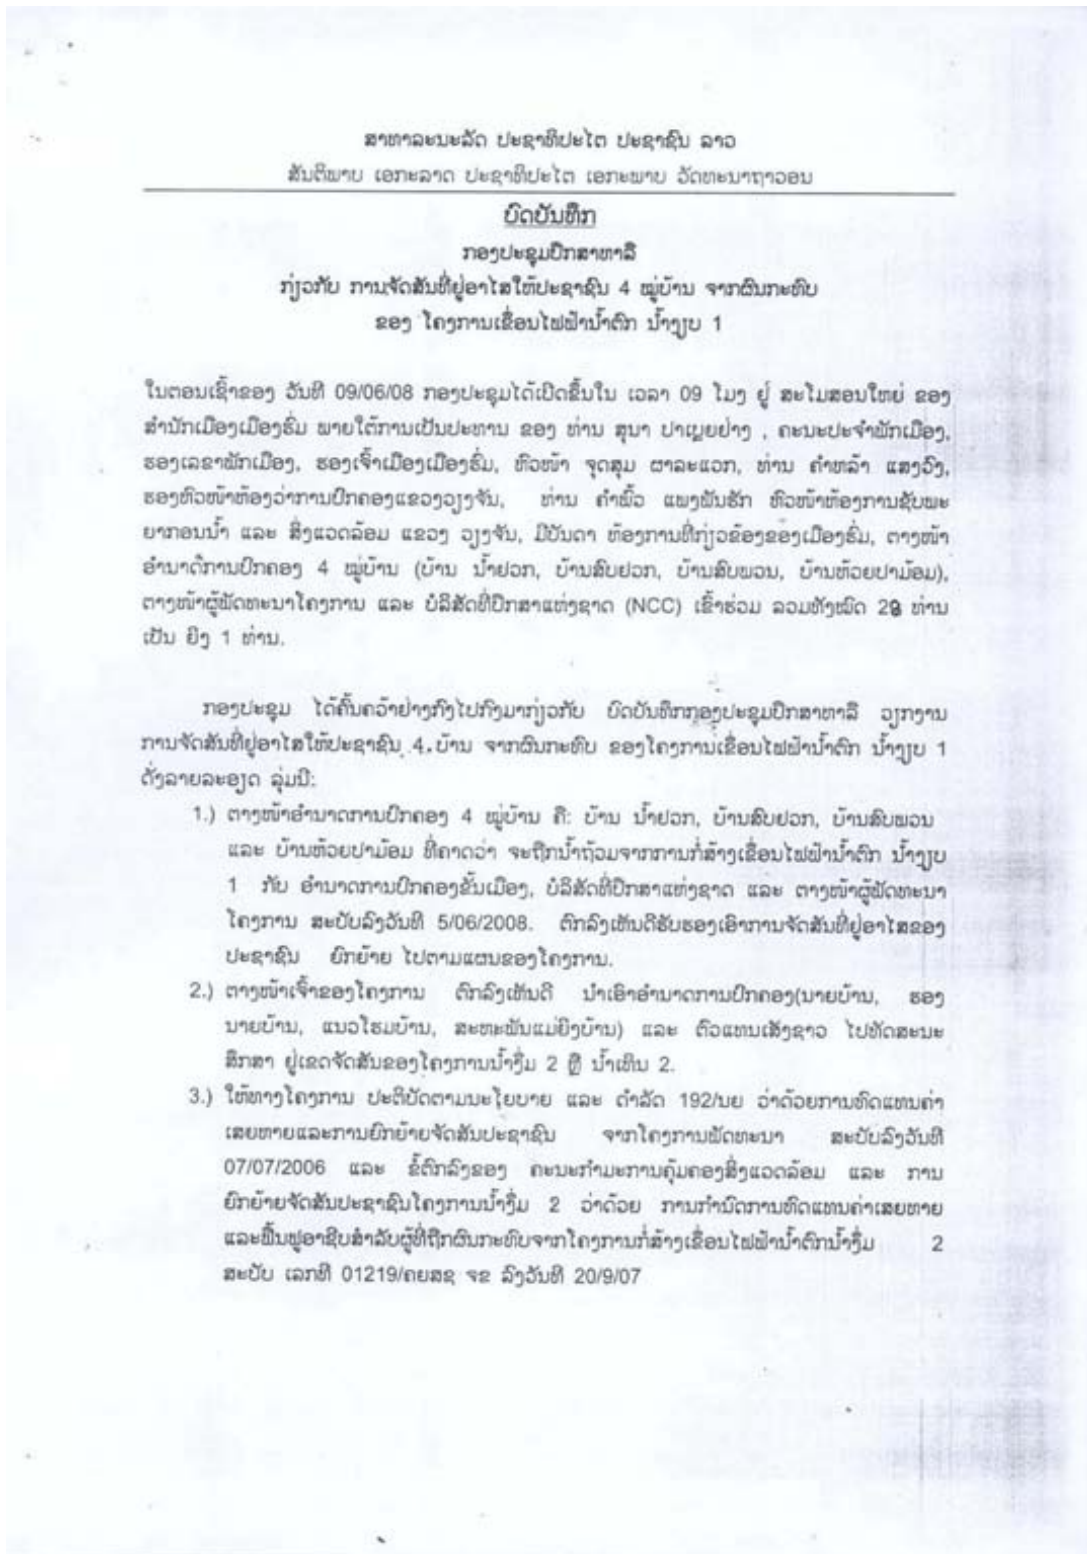 ສາທາລະນະລັດ ປະຊາທິປະໄຕ ປະຊາຊົນ ລາວ
ສັນຕິພາບ ເອກະລາດ ປະຊາທິປະໄຕ ເອກະພາບ ວັດທະນາຖາວອນ
ບົດບັນທຶກ
ກອງປະຊຸມປຶກສາຫາລື
ກ່ຽວກັບ ການຈັດສັນທີ່ຢູ່ອາໄສໃຫ້ປະຊາຊົນ 4 ໝູ່ບ້ານ ຈາກຜົນກະທົບ
ຂອງ ໂຄງການເຂື່ອນໄຟຟ້ານ້ຳຕົກ ນ້ຳງຽບ 1
ໃນຕອນເຊົ້າຂອງ ວັນທີ 09/06/08 ກອງປະຊຸມໄດ້ເປີດຂຶ້ນໃນ ເວລາ 09 ໂມງ ຢູ່ ສະໂມສອນໃຫຍ່ ຂອງ
ສຳນັກເມືອງເມືອງຮົ່ມ ພາຍໃຕ້ການເປັນປະທານ ຂອງ ທ່ານ ສຸນາ ປາເບຼຍຢ່າງ , ຄະນະປະຈຳພັກເມືອງ,
ຮອງເລຂາພັກເມືອງ, ຮອງເຈົ້າເມືອງເມືອງຮົ່ມ, ຫົວໜ້າ ຈຸດສຸມ ຜາລະແວກ, ທ່ານ ຄຳຫລ້າ ແສງວົງ,
ຮອງຫົວໜ້າຫ້ອງວ່າການປົກຄອງແຂວງວຽງຈັນ, ທ່ານ ຄຳພິ້ວ ແພງພັນຮັກ ຫົວໜ້າຫ້ອງການຊັບພະ
ຍາກອນນ້ຳ ແລະ ສິ່ງແວດລ້ອມ ແຂວງ ວຽງຈັນ, ມີບັນດາ ຫ້ອງການທີ່ກ່ຽວຂ້ອງຂອງເມືອງຮົ່ມ, ຕາງໜ້າ
ອຳນາດການປົກຄອງ 4 ໝູ່ບ້ານ (ບ້ານ ນ້ຳຢວກ, ບ້ານສົບຢວກ, ບ້ານສົບພວນ, ບ້ານຫ້ວຍປາມ້ອມ),
ຕາງໜ້າຜູ້ພັດທະນາໂຄງການ ແລະ ບໍລິສັດທີ່ປຶກສາແຫ່ງຊາດ (NCC) ເຂົ້າຮ່ວມ ລວມທັງໝົດ ທ່ານ
ເປັນ ຍິງ 1 ທ່ານ.
ກອງປະຊຸມ ໄດ້ຄົ້ນຄວ້າຢ່າງກົງໄປກົງມາກ່ຽວກັບ ບົດບັນທຶກກອງປະຊຸມປຶກສາຫາລື ວຽກງານ
ການຈັດສັນທີ່ຢູ່ອາໄສໃຫ້ປະຊາຊົນ 4 ບ້ານ ຈາກຜົນກະທົບ ຂອງໂຄງການເຂື່ອນໄຟຟ້ານ້ຳຕົກ ນ້ຳງຽບ 1
ດັ່ງລາຍລະອຽດ ລຸ່ມນີ້:
1.) ຕາງໜ້າອຳນາດການປົກຄອງ 4 ໝູ່ບ້ານ ຄື: ບ້ານ ນ້ຳຢວກ, ບ້ານສົບຢວກ, ບ້ານສົບພວນ
ແລະ ບ້ານຫ້ວຍປາມ້ອມ ທີ່ຄາດວ່າ ຈະຖືກນ້ຳຖ້ວມຈາກການກໍ່ສ້າງເຂື່ອນໄຟຟ້ານ້ຳຕົກ ນ້ຳງຽບ
1 ກັບ ອຳນາດການປົກຄອງຂັ້ນເມືອງ, ບໍລິສັດທີ່ປຶກສາແຫ່ງຊາດ ແລະ ຕາງໜ້າຜູ້ພັດທະນາ
ໂຄງການ ສະບັບລົງວັນທີ 5/06/2008. ຕົກລົງເຫັນດີຮັບຮອງເອົາການຈັດສັນທີ່ຢູ່ອາໄສຂອງ
ປະຊາຊົນ ຍົກຍ້າຍ ໄປຕາມແຜນຂອງໂຄງການ.
2.) ຕາງໜ້າເຈົ້າຂອງໂຄງການ ຕົກລົງເຫັນດີ ນຳເອົາອຳນາດການປົກຄອງ(ນາຍບ້ານ, ຮອງ
ນາຍບ້ານ, ແນວໂຮມບ້ານ, ສະຫະພັນແມ່ຍິງບ້ານ) ແລະ ຕົວແທນເສັງຊາວ ໄປທັດສະນະ
ສຶກສາ ຢູ່ເຂດຈັດສັນຂອງໂຄງການນ້ຳງື່ມ 2 ຫຼື ນ້ຳເທີນ 2.
3.) ໃຫ້ທາງໂຄງການ ປະຕິບັດຕາມນະໂຍບາຍ ແລະ ດຳລັດ 192/ນຍ ວ່າດ້ວຍການທົດແທນຄ່າ
ເສຍຫາຍແລະການຍົກຍ້າຍຈັດສັນປະຊາຊົນ ຈາກໂຄງການພັດທະນາ ສະບັບລົງວັນທີ
07/07/2006 ແລະ ຂໍ້ຕົກລົງຂອງ ຄະນະກຳມະການຄຸ້ມຄອງສິ່ງແວດລ້ອມ ແລະ ການ
ຍົກຍ້າຍຈັດສັນປະຊາຊົນໂຄງການນ້ຳງື່ມ 2 ວ່າດ້ວຍ ການກຳນົດການທົດແທນຄ່າເສຍຫາຍ
ແລະຟື້ນຟູອາຊີບສຳລັບຜູ້ທີ່ຖືກຜົນກະທົບຈາກໂຄງການກໍ່ສ້າງເຂື່ອນໄຟຟ້ານ້ຳຕົກນ້ຳງື່ມ 2
ສະບັບ ເລກທີ 01219/ຄຍສຊ ຈຂ ລົງວັນທີ 20/9/07